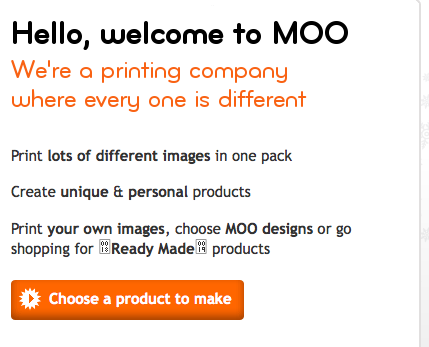 Hello, welcome to MOO
We're a printing company
where every one is different
Print lots of different images in one pack
Create unique & personal products
Print your own images, choose MOO designs or go
shopping for Ready Made products
Choose a product to make